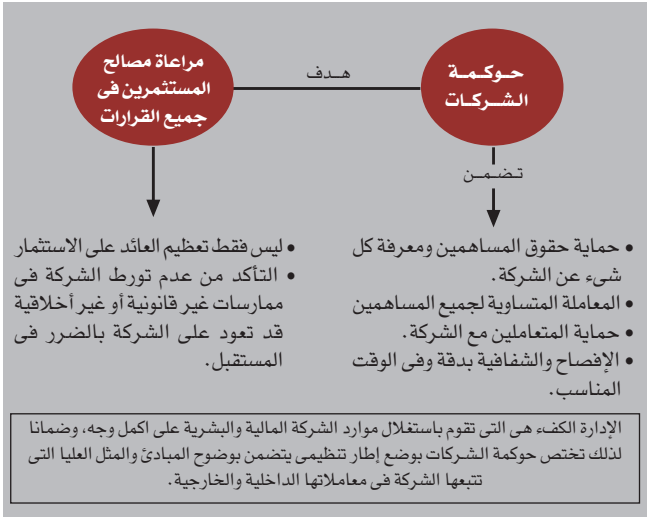 حوكمة
الشركات
هدف
مراعاة مصالح
المستثمرين فى
جميع القرارات
تضمن
• حماية حقوق المساهمين ومعرفة كل
شىء عن الشركة.
• المعاملة المتساوية لجميع المساهمين
• حماية المتعاملين مع الشركة.
• الإفصاح والشفافية بدقة وفى الوقت
المناسب.
• ليس فقط تعظيم العائد على الاستثمار
• التأكد من عدم تورط الشركة فى
ممارسات غير قانونية أو غير أخلاقية
قد تعود على الشركة بالضرر فى
المستقبل.
الإدارة الكفء هى التى تقوم باستغلال موارد الشركة المالية والبشرية على اكمل وجه، وضمانا
لذلك تختص حوكمة الشركات بوضع إطار تنظيمى يتضمن بوضوح المبادئ والمثل العليا التى
تتبعها الشركة فى معاملاتها الداخلية والخارجية.